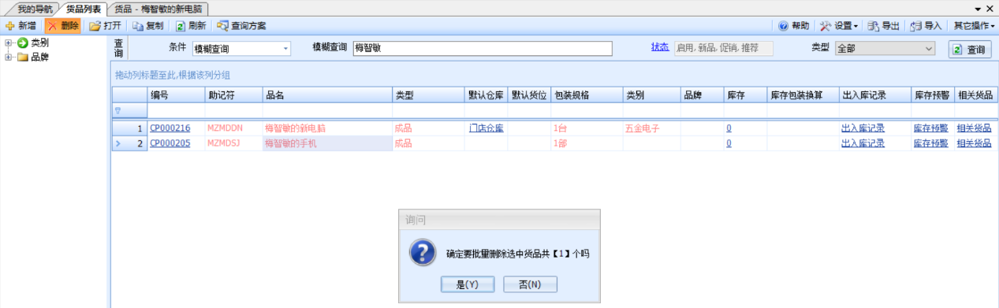 我的导航 货品列表 货品 - 梅智敏的新电脑
新增 删除 打开 复制 刷新 查询方案 帮助 设置 导出 导入 其它操作
类别
品牌
查询 条件 模糊查询 模糊查询 梅智敏 状态 启用, 新品, 促销, 推荐 类型 全部 查询
拖动列标题至此,根据该列分组
编号 助记符 品名 类型 默认仓库 默认货位 包装规格 类别 品牌 库存 库存包装换算 出入库记录 库存预警 相关货品
1 CP000216 MZMDDN 梅智敏的新电脑 成品 门店仓库 1台 五金电子 0 出入库记录 库存预警 相关货品
2 CP000205 MZMDSJ 梅智敏的手机 成品 1部 0 出入库记录 库存预警 相关货品
询问
确定要批量删除选中货品共【1】个吗
是(Y) 否(N)